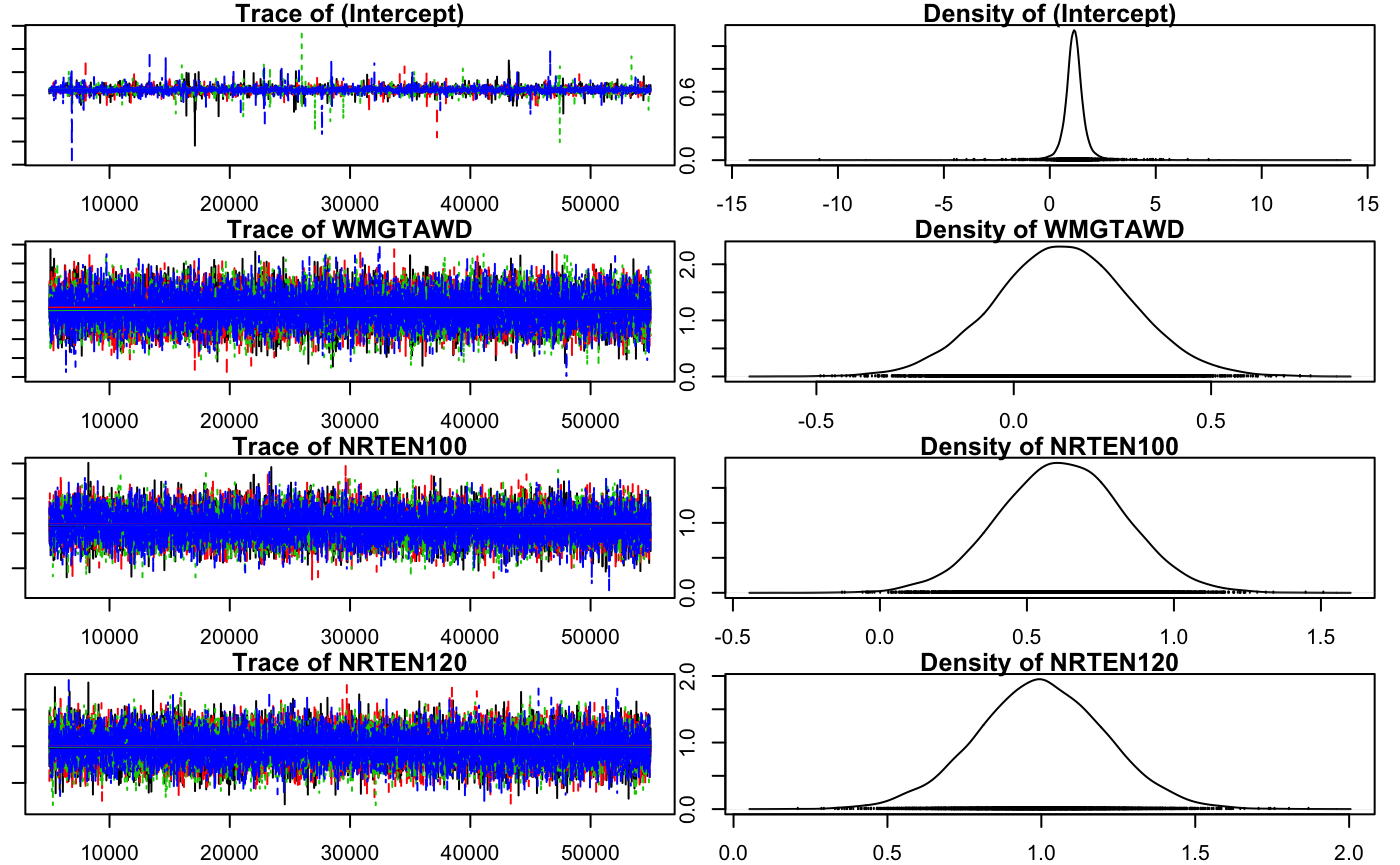 Trace of (Intercept)
Density of (Intercept)
0.0 0.6
10000 20000 30000 40000 50000
-15 -10 -5 0 5 10 15
Trace of WMGTAWD
Density of WMGTAWD
0.0 1.0 2.0
10000 20000 30000 40000 50000
-0.5 0.0 0.5
Trace of NRTEN100
Density of NRTEN100
0.0 1.0
10000 20000 30000 40000 50000
-0.5 0.0 0.5 1.0 1.5
Trace of NRTEN120
Density of NRTEN120
0.0 1.0 2.0
10000 20000 30000 40000 50000
0.0 0.5 1.0 1.5 2.0